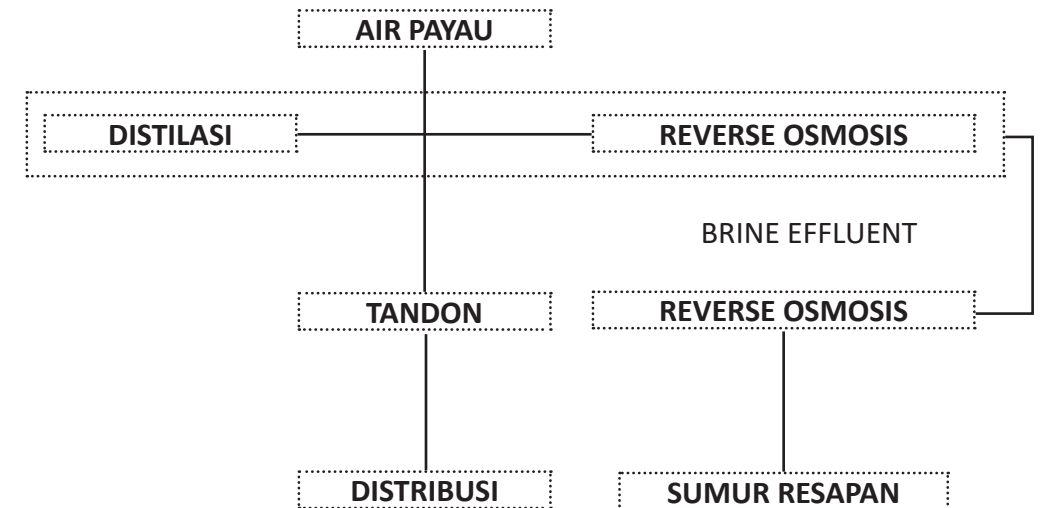 AIR PAYAU
DISTILASI
REVERSE OSMOSIS
BRINE EFFLUENT
TANDON
REVERSE OSMOSIS
DISTRIBUSI
SUMUR RESAPAN